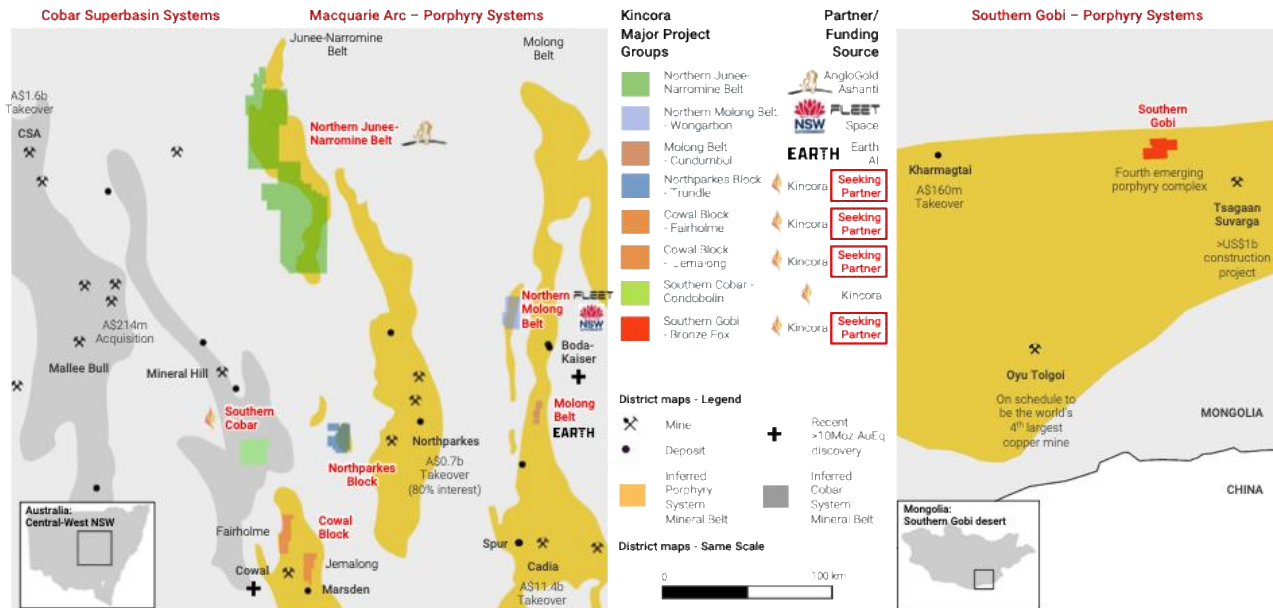 Cobar Superbasin Systems
Macquarie Arc – Porphyry Systems
Junee-Narromine
Belt
Molong
Belt
A$1.6b
Takeover
CSA
Northern Junee-
Narromine Belt
A$214m
Acquisition
Mallee Bull
Mineral Hill
Southern
Cobar
Northern
Molong
Belt
FLEET
NSW
Boda-
Kaiser
Molong
Belt
EARTH
Northparkes
A$0.7b
Takeover
(80% interest)
Northparkes
Block
Cowal
Block
Fairholme
Jemalong
Cowal
Marsden
Spur
Cadia
A$11.4b
Takeover
Australia:
Central-West NSW
Kincora
Major Project
Groups
Partner/
Funding
Source
Northern Junee-
Narromine Belt
AngloGold
Ashanti
Northern Molong Belt
- Wongarbon
NSW
FLEET
Space
Molong Belt
- Cundumbul
EARTH
Earth
AI
Northparkes Block
- Trundle
Kincora
Seeking
Partner
Cowal Block
- Fairholme
Kincora
Seeking
Partner
Cowal Block
- Jemalong
Kincora
Seeking
Partner
Southern Cobar -
Condobolin
Kincora
Southern Gobi
- Bronze Fox
Kincora
Seeking
Partner
District maps - Legend
Mine
Deposit
Recent
>10Moz AuEq
discovery
Inferred
Porphyry
System
Mineral Belt
Inferred
Cobar
System
Mineral Belt
District maps - Same Scale
0
100 km
Southern Gobi – Porphyry Systems
Southern
Gobi
Fourth emerging
porphyry complex
Kharmagtai
A$160m
Takeover
Tsagaan
Suvarga
>US$1b
construction
project
Oyu Tolgoi
On schedule to
be the world's
4th largest
copper mine
MONGOLIA
CHINA
Mongolia:
Southern Gobi desert